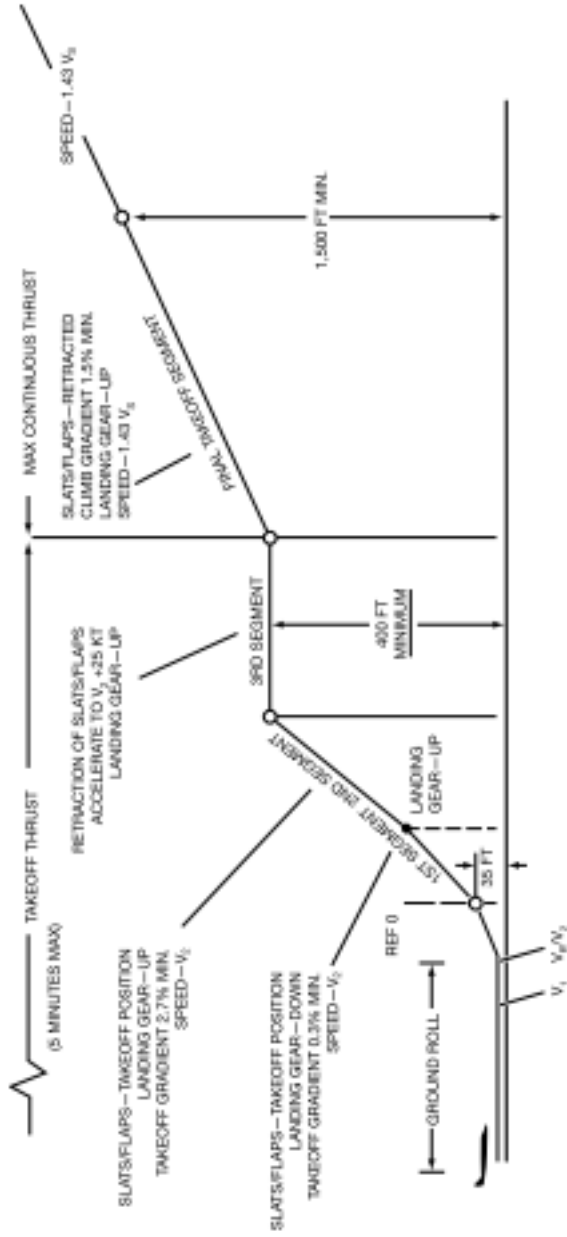 TAKEOFF THRUST
MAX CONTINUOUS THRUST
(5 MINUTES MAX)
SLATS/FLAPS—TAKEOFF POSITION
LANDING GEAR—UP
TAKEOFF GRADIENT 2.7% MIN.
SPEED—V₂
RETRACTION OF SLATS/FLAPS
ACCELERATE TO V₂ +25 KT
LANDING GEAR—UP
SLATS/FLAPS—RETRACTED
CLIMB GRADIENT 1.5% MIN.
LANDING GEAR—UP
SPEED—1.43 Vₛ
SPEED—1.43 Vₛ
SLATS/FLAPS—TAKEOFF POSITION
LANDING GEAR—DOWN
TAKEOFF GRADIENT 0.3% MIN.
SPEED—V₂
1ST SEGMENT 2ND SEGMENT
3RD SEGMENT
FINAL TAKEOFF SEGMENT
REF 0
LANDING
GEAR—UP
400 FT
MINIMUM
1,500 FT MIN.
35 FT
GROUND ROLL
V₁